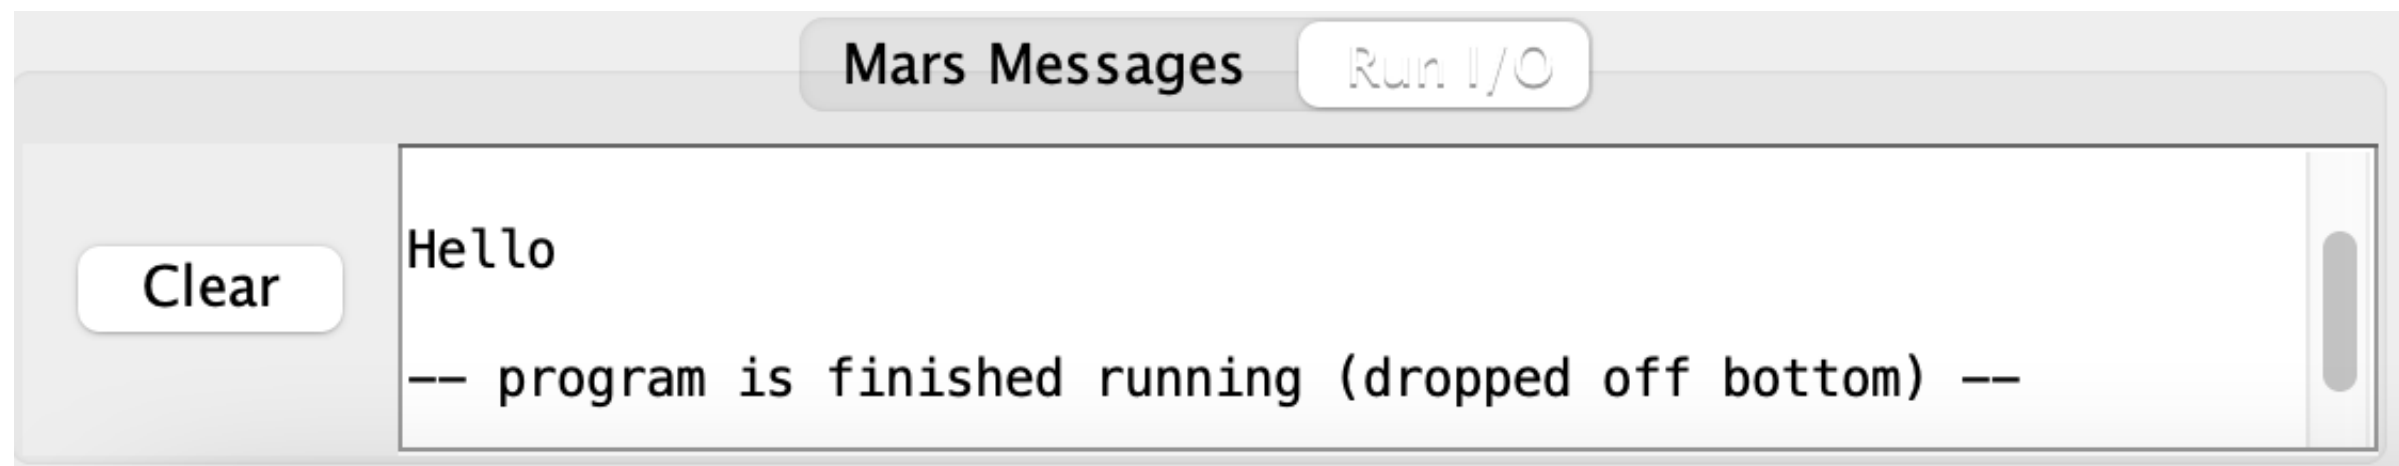 Mars Messages Run I/O
Hello
Clear
-- program is finished running (dropped off bottom) --